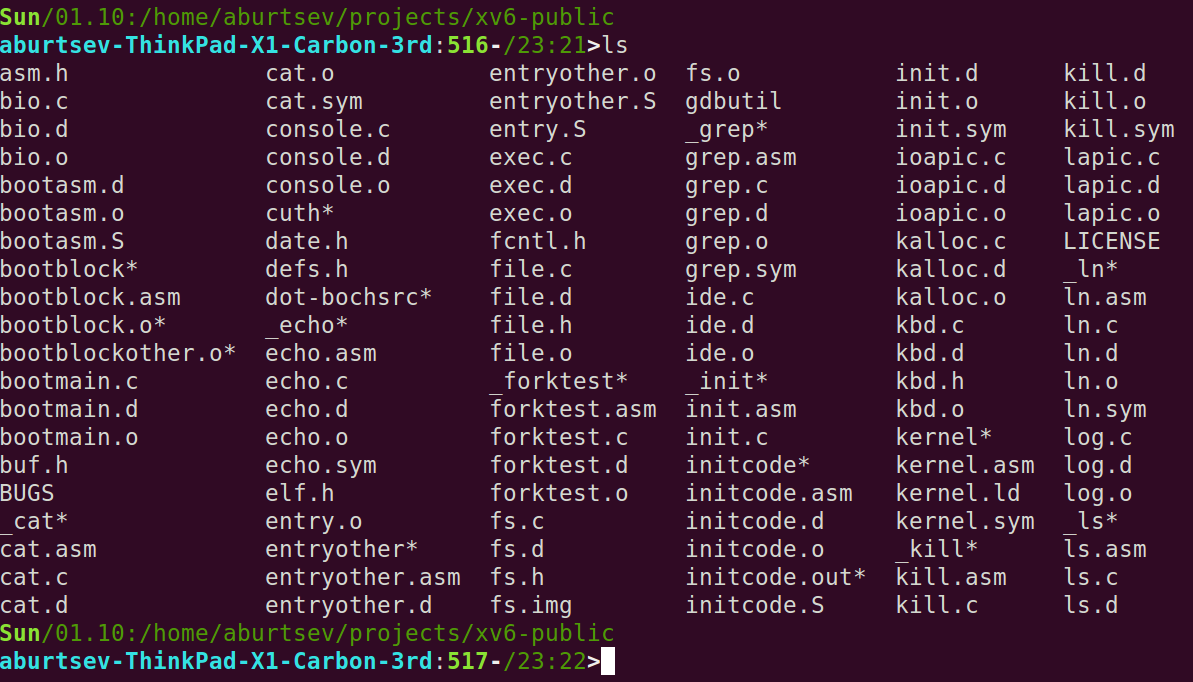 Sun/01.10:/home/aburtsev/projects/xv6-public
aburtsev-ThinkPad-X1-Carbon-3rd:516-/23:21>ls
asm.h              cat.o          entryother.o  fs.o           init.d      kill.d
bio.c              cat.sym        entryother.S  gdbutil        init.o      kill.o
bio.d              console.c      entry.S       _grep*         init.sym    kill.sym
bio.o              console.d      exec.c        grep.asm       ioapic.c    lapic.c
bootasm.d          console.o      exec.d        grep.c         ioapic.d    lapic.d
bootasm.o          cuth*          exec.o        grep.d         ioapic.o    lapic.o
bootasm.S          date.h         fcntl.h       grep.o         kalloc.c    LICENSE
bootblock*         defs.h         file.c        grep.sym       kalloc.d    _ln*
bootblock.asm      dot-bochsrc*   file.d        ide.c          kalloc.o    ln.asm
bootblock.o*       _echo*         file.h        ide.d          kbd.c       ln.c
bootblockother.o*  echo.asm       file.o        ide.o          kbd.d       ln.d
bootmain.c         echo.c         _forktest*    _init*         kbd.h       ln.o
bootmain.d         echo.d         forktest.asm  init.asm       kbd.o       ln.sym
bootmain.o         echo.o         forktest.c    init.c         kernel*     log.c
buf.h              echo.sym       forktest.d    initcode*      kernel.asm  log.d
BUGS               elf.h          forktest.o    initcode.asm   kernel.ld   log.o
_cat*              entry.o        fs.c          initcode.d     kernel.sym  _ls*
cat.asm            entryother*    fs.d          initcode.o     _kill*      ls.asm
cat.c              entryother.asm  fs.h          initcode.out*  kill.asm    ls.c
cat.d              entryother.d   fs.img        initcode.S     kill.c      ls.d
Sun/01.10:/home/aburtsev/projects/xv6-public
aburtsev-ThinkPad-X1-Carbon-3rd:517-/23:22>